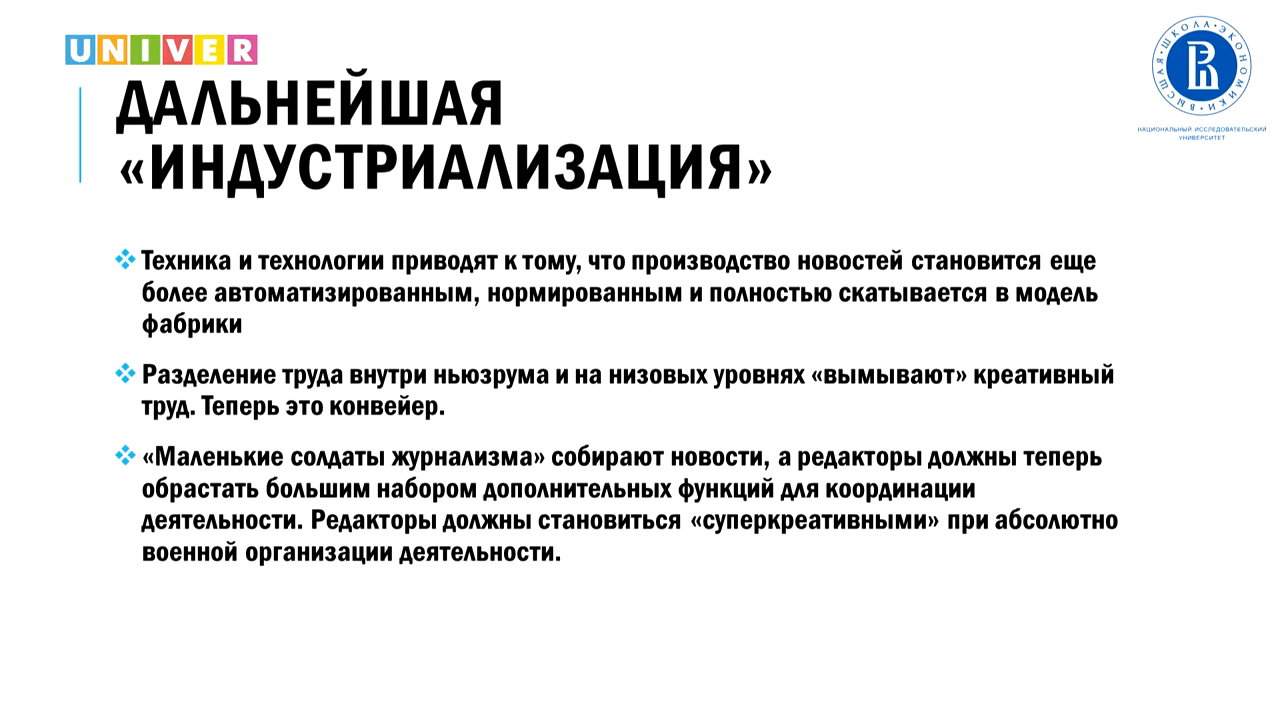 UNIVER
ДАЛЬНЕЙШАЯ
«ИНДУСТРИАЛИЗАЦИЯ»
ВЫСШАЯ • ШКОЛА • ЭКОНОМИКИ
НАЦИОНАЛЬНЫЙ ИССЛЕДОВАТЕЛЬСКИЙ
УНИВЕРСИТЕТ
Техника и технологии приводят к тому, что производство новостей становится еще
более автоматизированным, нормированным и полностью скатывается в модель
фабрики
Разделение труда внутри ньюзрума и на низовых уровнях «вымывают» креативный
труд. Теперь это конвейер.
«Маленькие солдаты журнализма» собирают новости, а редакторы должны теперь
обрастать большим набором дополнительных функций для координации
деятельности. Редакторы должны становиться «суперкреативными» при абсолютно
военной организации деятельности.